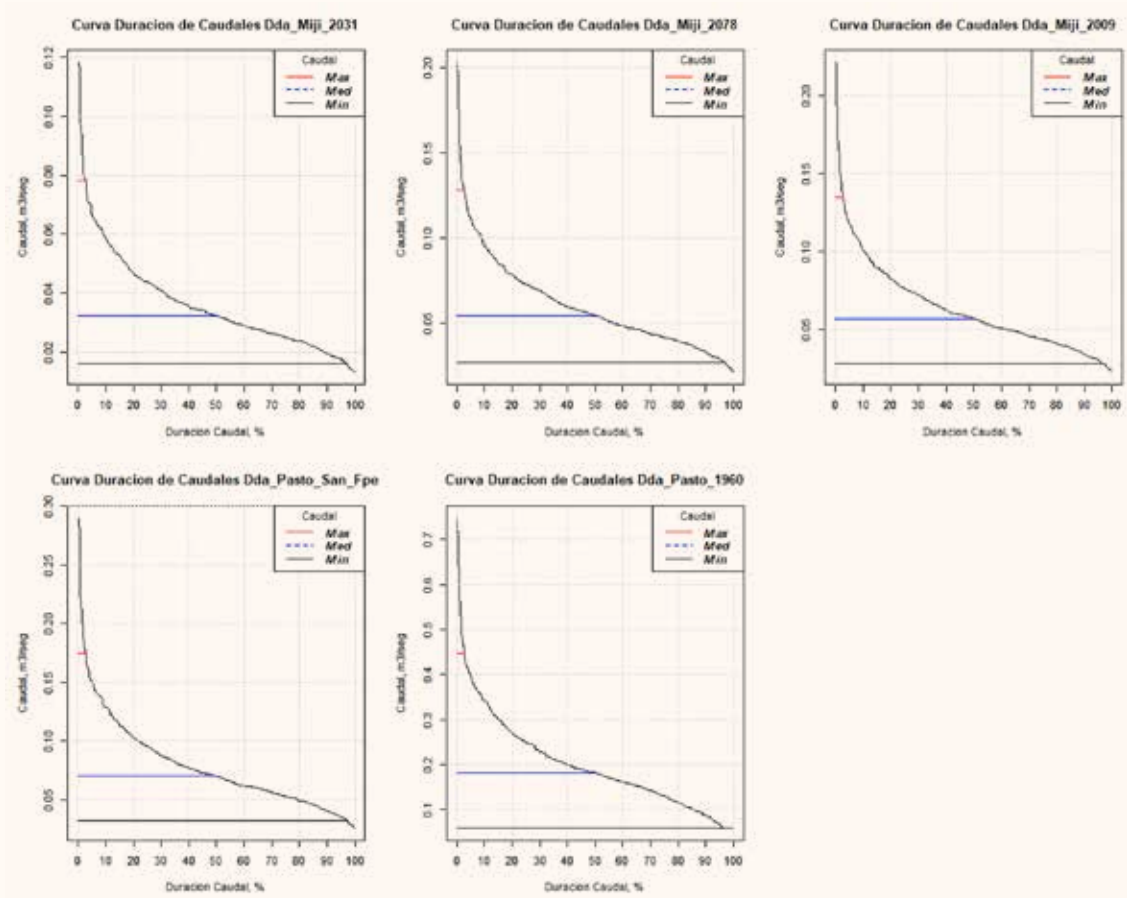 Curva Duracion de Caudales Dda_Miji_2031
Caudal
Max
Med
Min
Caudal, m3/seg
0.12
0.10
0.08
0.06
0.04
0.02
0 10 20 30 40 50 60 70 80 90 100
Duracion Caudal, %
Curva Duracion de Caudales Dda_Miji_2078
Caudal
Max
Med
Min
Caudal, m3/seg
0.20
0.15
0.10
0.05
0 10 20 30 40 50 60 70 80 90 100
Duracion Caudal, %
Curva Duracion de Caudales Dda_Miji_2009
Caudal
Max
Med
Min
Caudal, m3/seg
0.20
0.15
0.10
0.05
0 10 20 30 40 50 60 70 80 90 100
Duracion Caudal, %
Curva Duracion de Caudales Dda_Pasto_San_Fpe
Caudal
Max
Med
Min
Caudal, m3/seg
0.30
0.25
0.20
0.15
0.10
0.05
0 10 20 30 40 50 60 70 80 90 100
Duracion Caudal, %
Curva Duracion de Caudales Dda_Pasto_1960
Caudal
Max
Med
Min
Caudal, m3/seg
0.7
0.6
0.5
0.4
0.3
0.2
0.1
0 10 20 30 40 50 60 70 80 90 100
Duracion Caudal, %